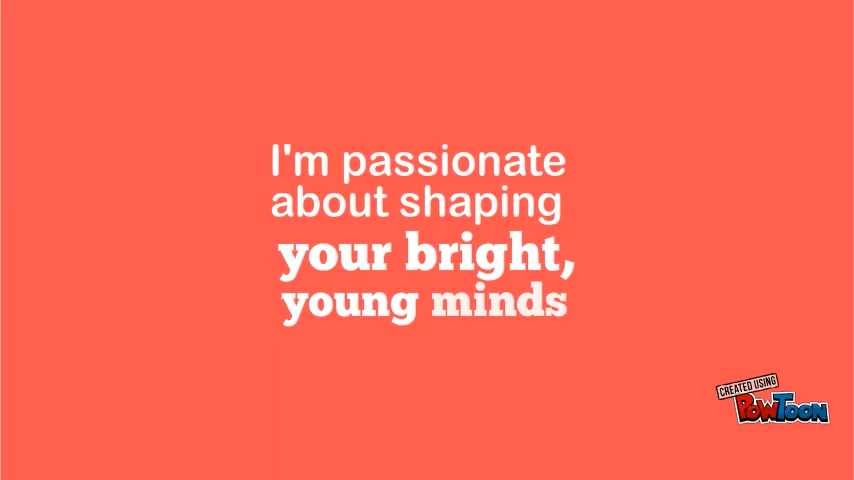 I'm passionate
about shaping
your bright,
young minds
CREATED USING
POWTOON